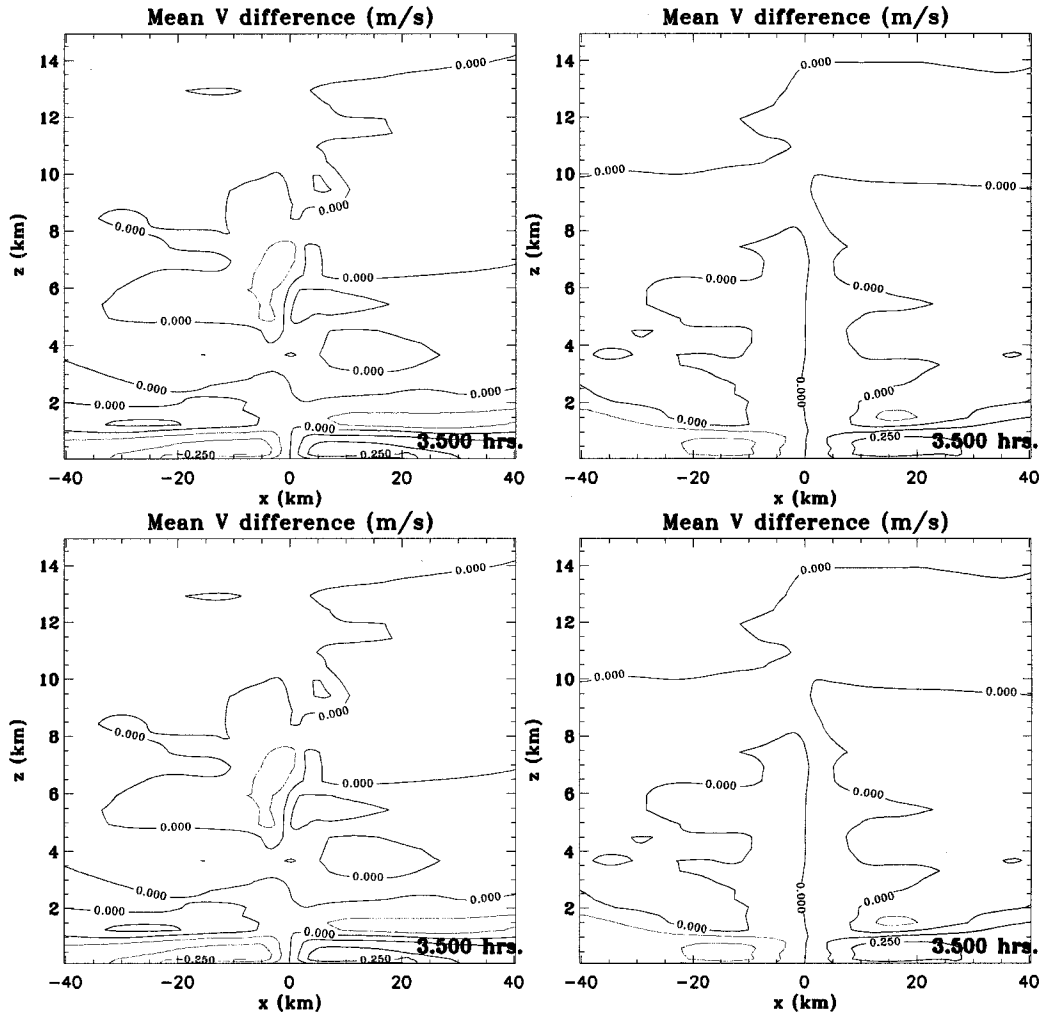 Mean V difference (m/s) Mean V difference (m/s)
14 0.000 14 0.000
12 12
10 10 0.000
0.000
8 0.000 0.000 8
z (km) z (km)
6 0.000 6 0.000
0.000
4 0.000 4 0.000
0.000
2 0.000 0.000 2 0.000 0.000
0.000
0.250 0.250 3.500 hrs. 0.250 3.500 hrs.
−40 −20 0 20 40 −40 −20 0 20 40
x (km) x (km)
Mean V difference (m/s) Mean V difference (m/s)
14 0.000 14 0.000
12 12
10 10 0.000
0.000
8 0.000 0.000 8
z (km) z (km)
6 0.000 6 0.000
0.000
4 0.000 4 0.000
0.000
2 0.000 0.000 2 0.000 0.000
0.000
0.250 0.250 3.500 hrs. 0.250 3.500 hrs.
−40 −20 0 20 40 −40 −20 0 20 40
x (km) x (km)